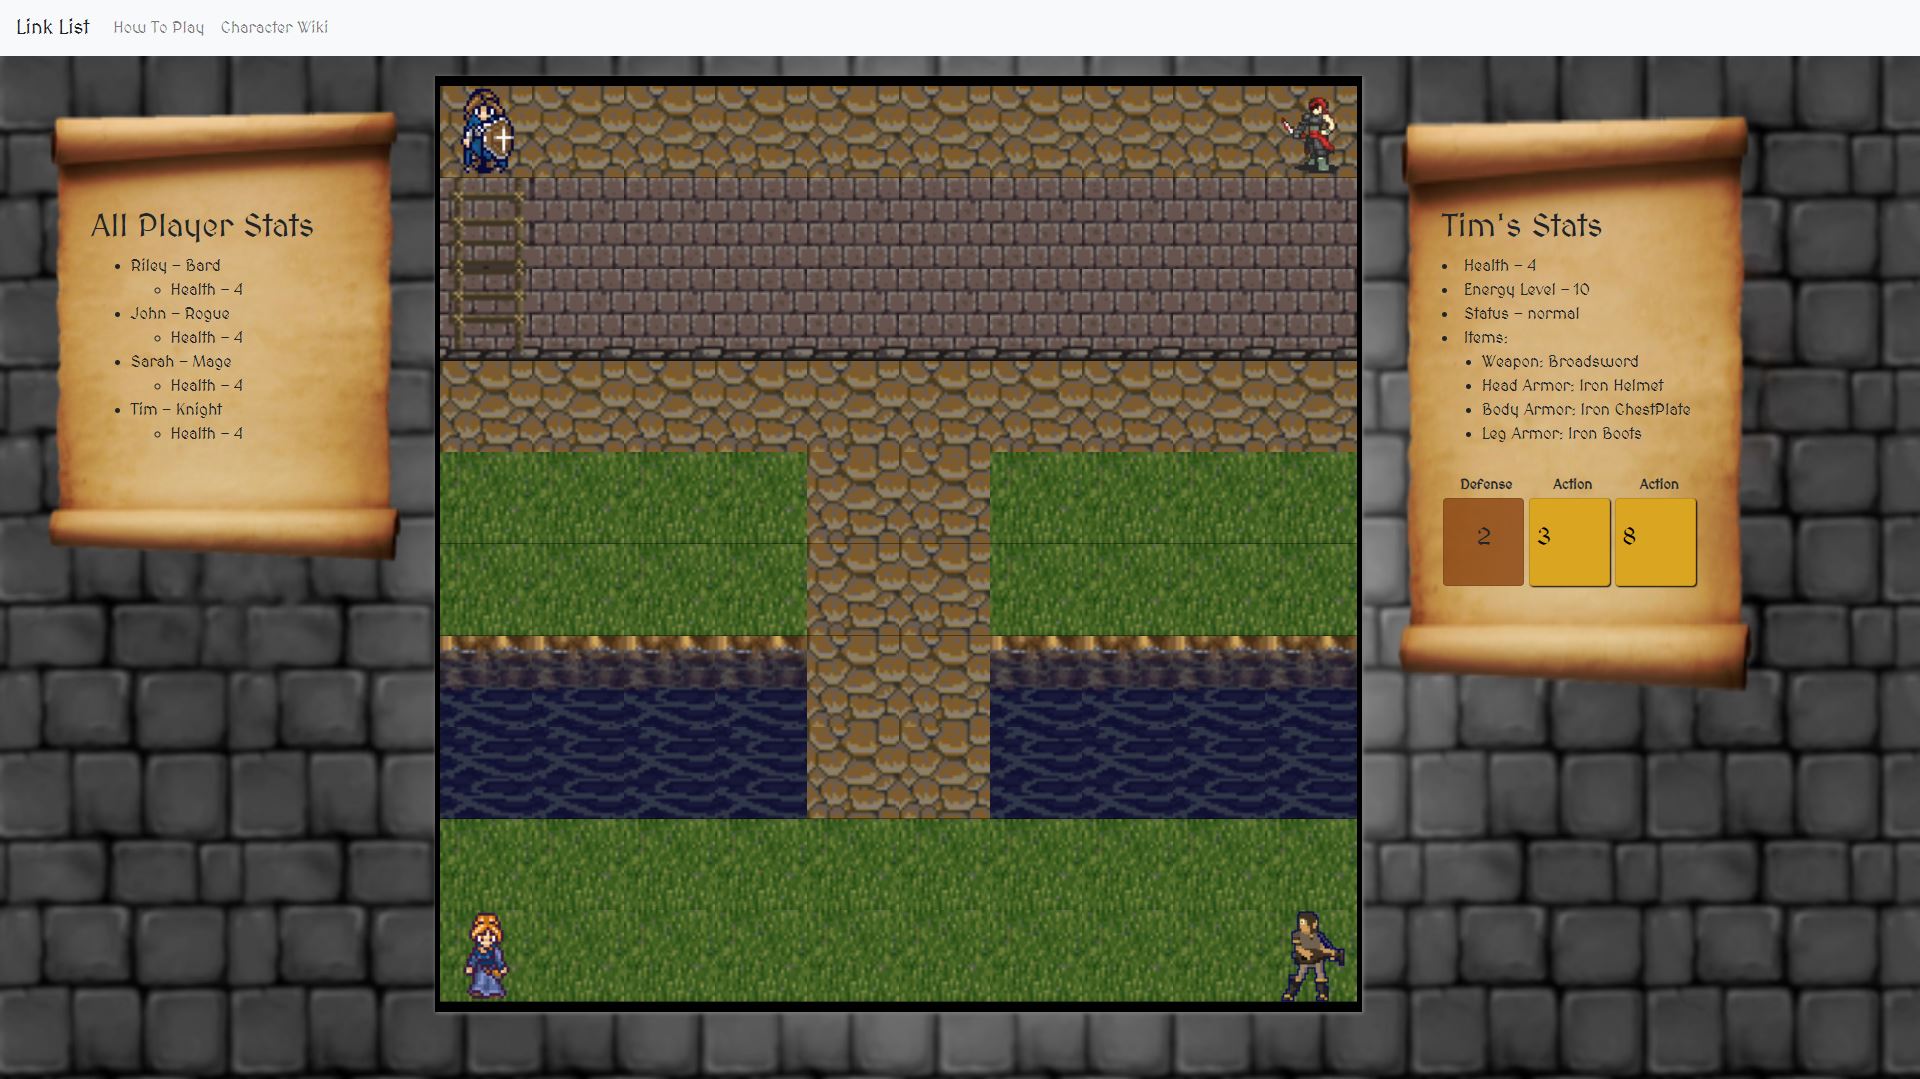 Link List How To Play Character Wiki
All Player Stats
Riley - Bard
Health - 4
John - Rogue
Health - 4
Sarah - Mage
Health - 4
Tim - Knight
Health - 4
Tim's Stats
Health - 4
Energy Level - 10
Status - normal
Items:
Weapon: Broadsword
Head Armor: Iron Helmet
Body Armor: Iron ChestPlate
Leg Armor: Iron Boots
Defense Action Action
2 3 8